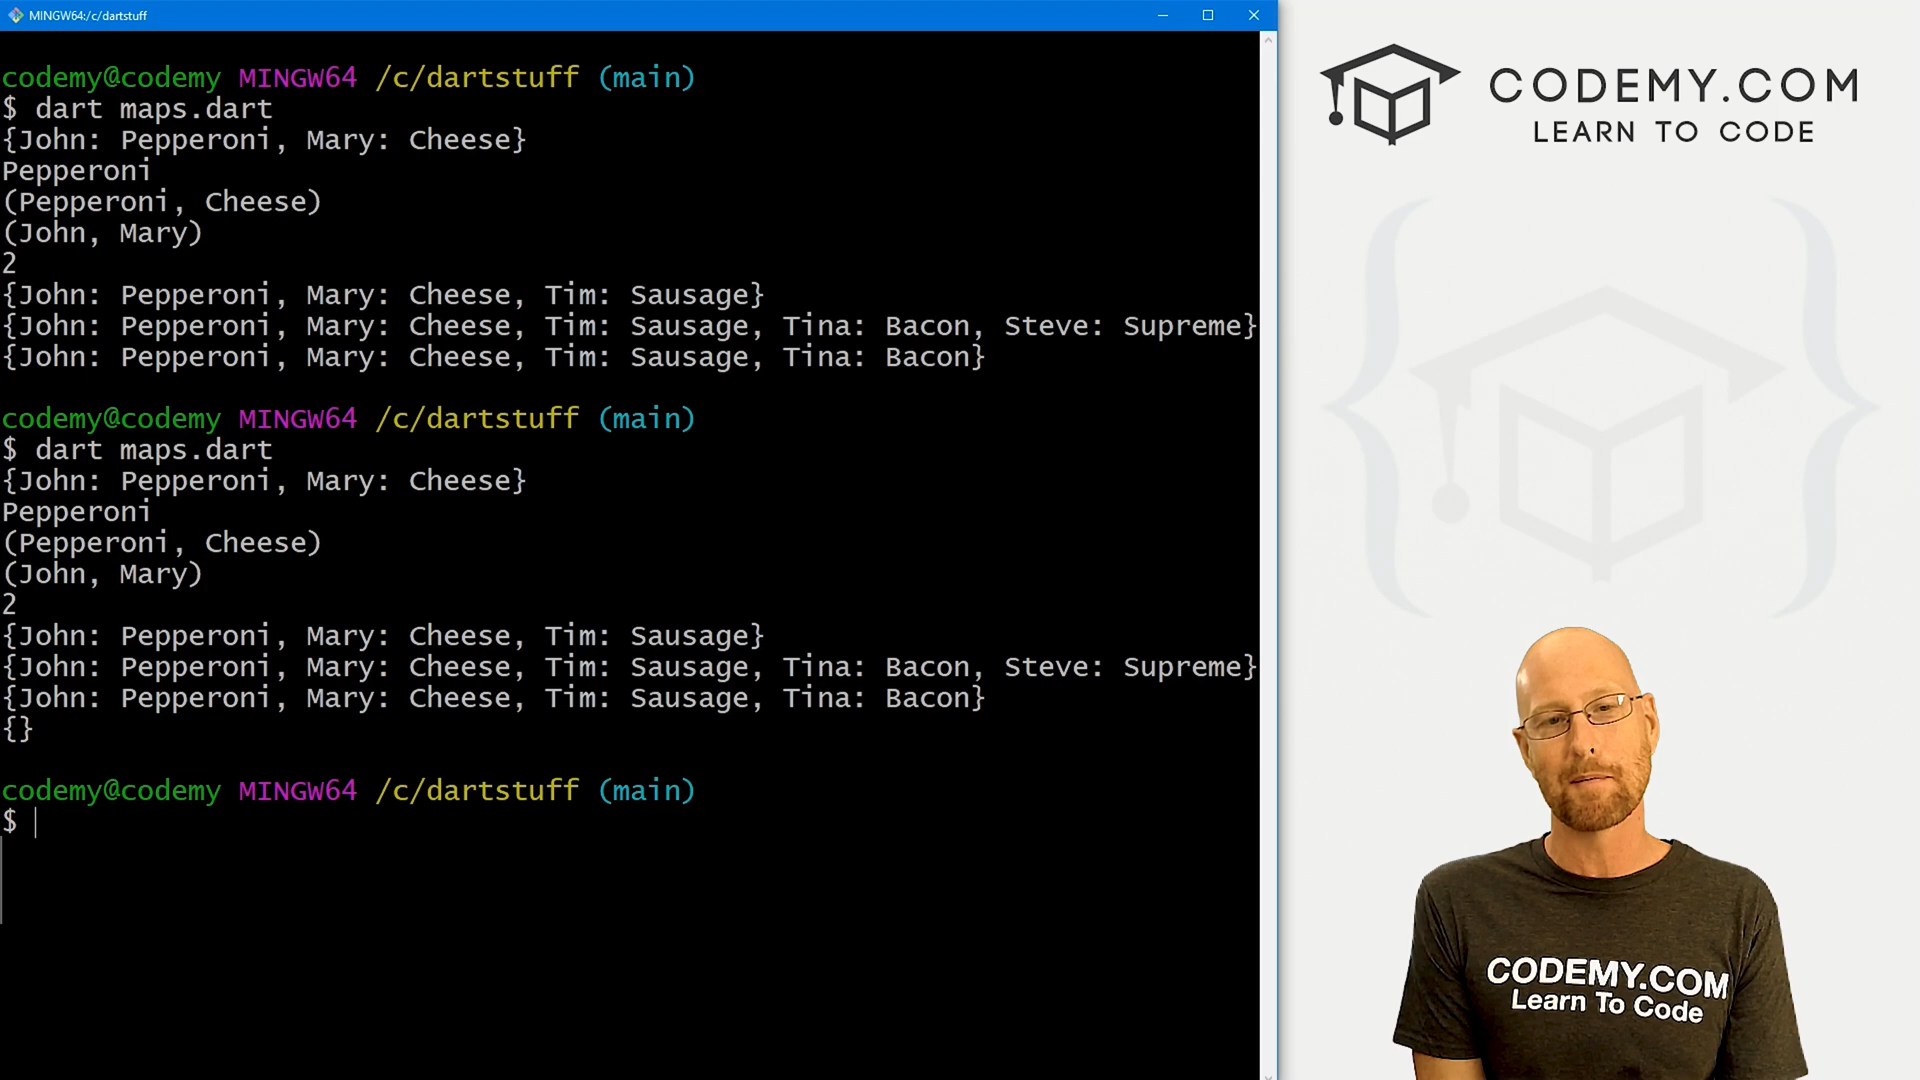 MINGW64:/c/dartstuff
codemy@codemy MINGW64 /c/dartstuff (main)
$ dart maps.dart
{John: Pepperoni, Mary: Cheese}
Pepperoni
(Pepperoni, Cheese)
(John, Mary)
2
{John: Pepperoni, Mary: Cheese, Tim: Sausage}
{John: Pepperoni, Mary: Cheese, Tim: Sausage, Tina: Bacon, Steve: Supreme}
{John: Pepperoni, Mary: Cheese, Tim: Sausage, Tina: Bacon}
codemy@codemy MINGW64 /c/dartstuff (main)
$ dart maps.dart
{John: Pepperoni, Mary: Cheese}
Pepperoni
(Pepperoni, Cheese)
(John, Mary)
2
{John: Pepperoni, Mary: Cheese, Tim: Sausage}
{John: Pepperoni, Mary: Cheese, Tim: Sausage, Tina: Bacon, Steve: Supreme}
{John: Pepperoni, Mary: Cheese, Tim: Sausage, Tina: Bacon}
{}
codemy@codemy MINGW64 /c/dartstuff (main)
$
CODEMY.COM
LEARN TO CODE
CODEMY.COM
Learn To Code